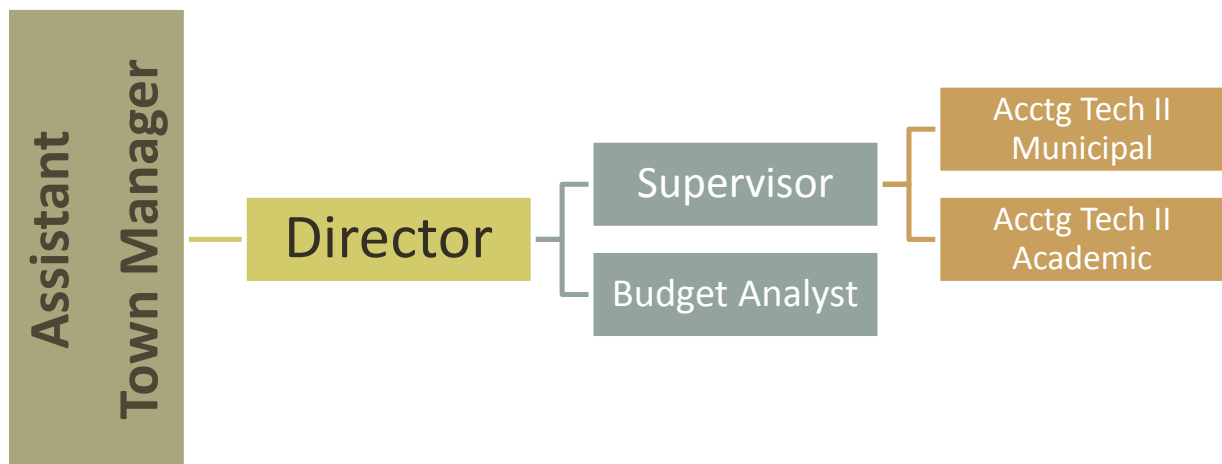 Assistant
Town Manager
Director
Supervisor
Budget Analyst
Acctg Tech II
Municipal
Acctg Tech II
Academic